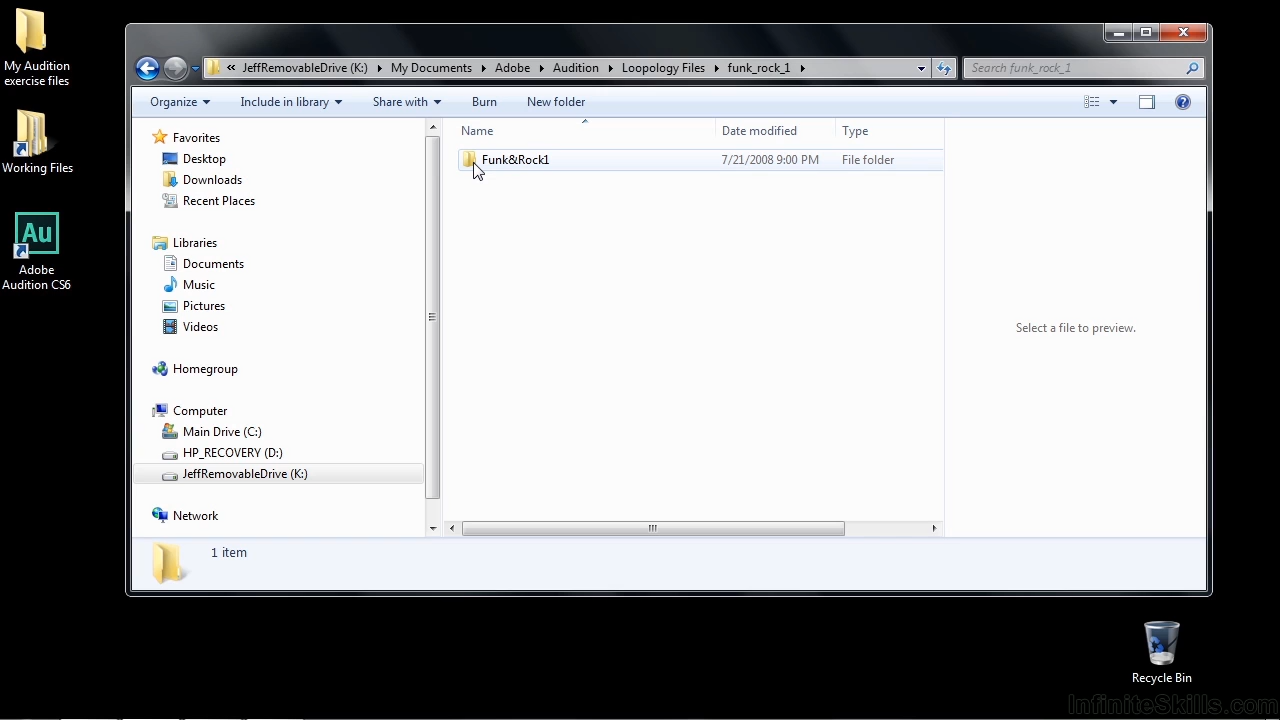 My Audition
exercise files
Working Files
Au
Adobe
Audition CS6
« JeffRemovableDrive (K:) My Documents Adobe Audition Loopology Files funk_rock_1
Search funk_rock_1
Organize Include in library Share with Burn New folder
Favorites
Desktop
Downloads
Recent Places
Libraries
Documents
Music
Pictures
Videos
Homegroup
Computer
Main Drive (C:)
HP_RECOVERY (D:)
JeffRemovableDrive (K:)
Network
Name Date modified Type
Funk&Rock1 7/21/2008 9:00 PM File folder
Select a file to preview.
1 item
Recycle Bin
InfiniteSkills.com